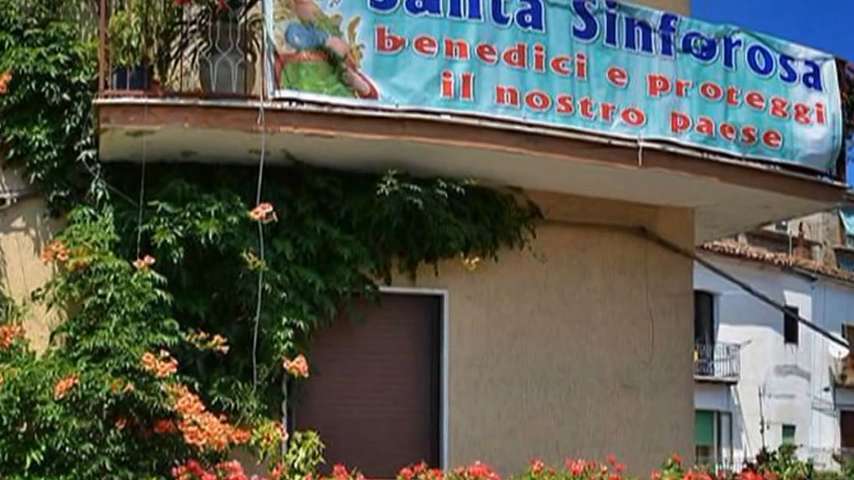 Santa Sinforosa
benedici e proteggi
il nostro paese